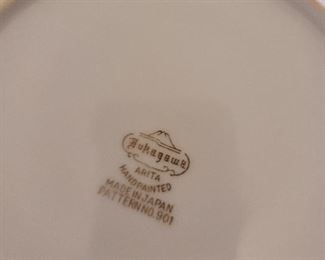 Fukagawa
ARITA
HANDPAINTED
MADE IN JAPAN
PATTERN NO. 901